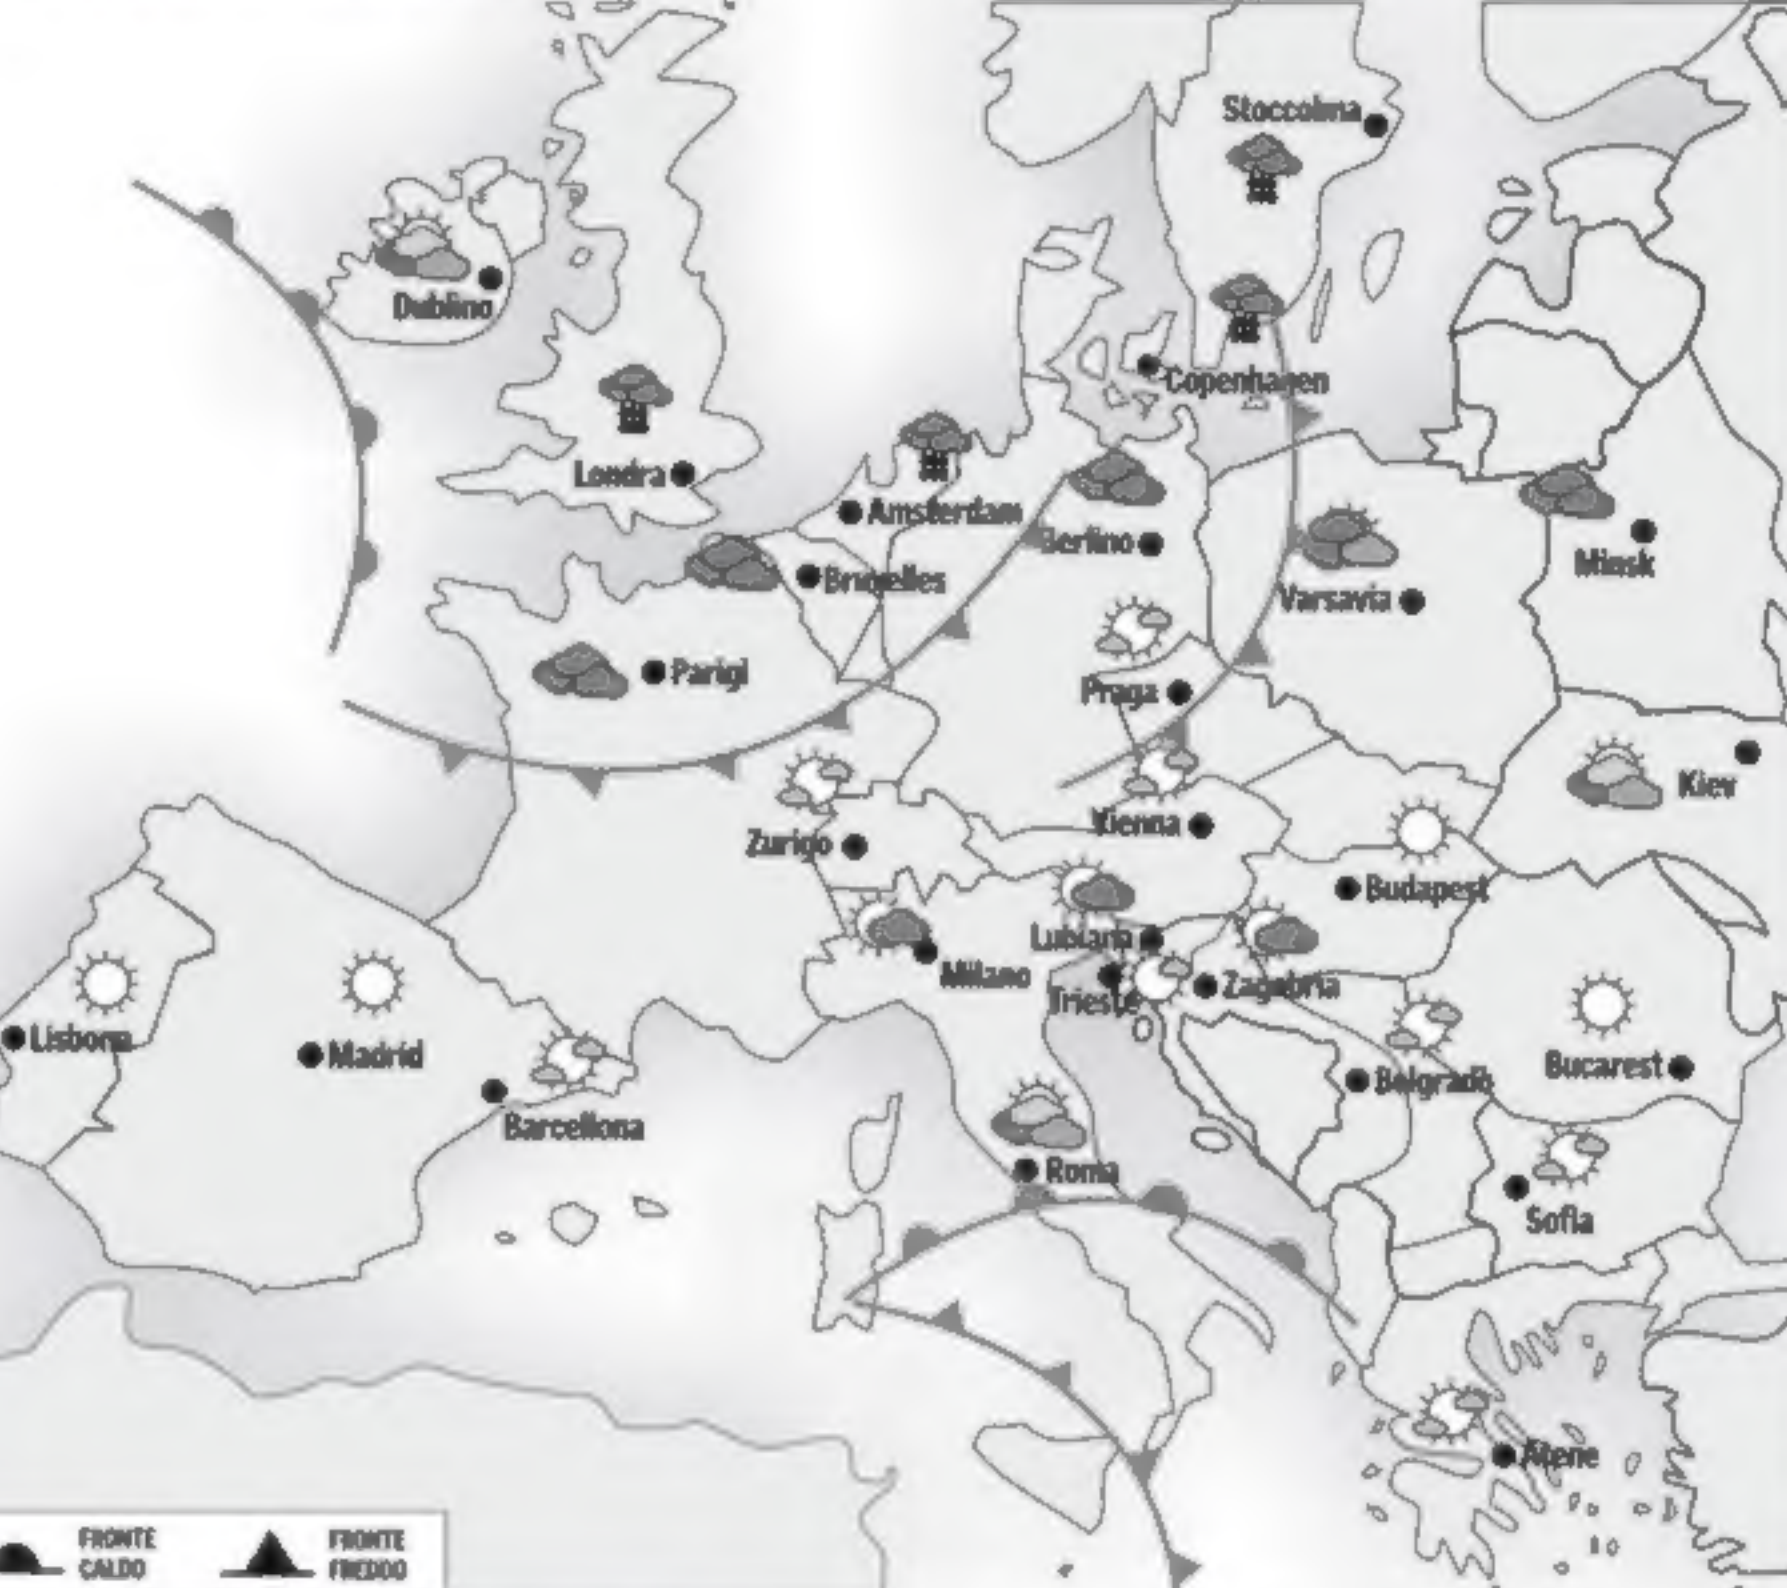 Stoccolma
Dublino
Copenhagen
Londra
Amsterdam
Berlino
Minsk
Bruxelles
Varsavia
Parigi
Praga
Kiev
Vienna
Zurigo
Budapest
Lubiana
Milano
Zagabria
Trieste
Lisbona
Madrid
Bucarest
Belgrado
Barcellona
Roma
Sofia
Atene
FRONTE
CALDO
FRONTE
FREDDO